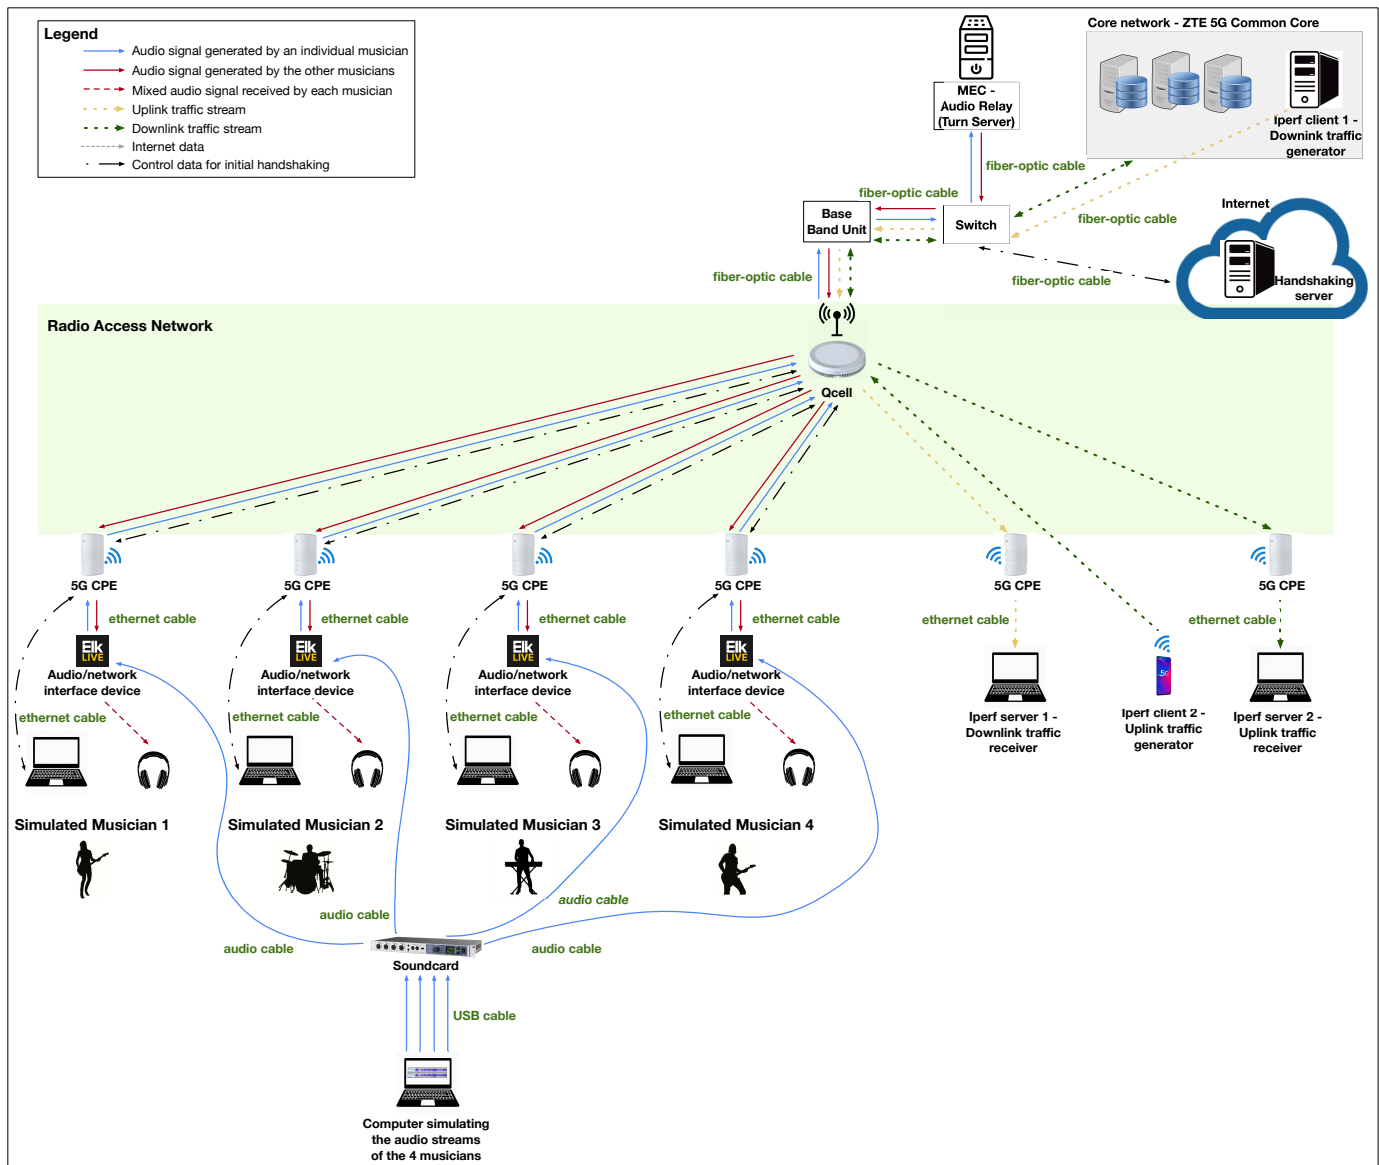 Legend
Audio signal generated by an individual musician
Audio signal generated by the other musicians
Mixed audio signal received by each musician
Uplink traffic stream
Downlink traffic stream
Internet data
Control data for initial handshaking
MEC -
Audio Relay
(Turn Server)
Core network - ZTE 5G Common Core
Iperf client 1 -
Downink traffic
generator
fiber-optic cable
fiber-optic cable
fiber-optic cable
Base
Band Unit
Switch
Internet
Handshaking
server
fiber-optic cable
fiber-optic cable
Radio Access Network
Qcell
5G CPE
5G CPE
5G CPE
5G CPE
5G CPE
5G CPE
ethernet cable
ethernet cable
ethernet cable
ethernet cable
ethernet cable
ethernet cable
Elk
LIVE
Elk
LIVE
Elk
LIVE
Elk
LIVE
5G
Audio/network
interface device
Audio/network
interface device
Audio/network
interface device
Audio/network
interface device
ethernet cable
ethernet cable
ethernet cable
ethernet cable
Iperf server 1 -
Downlink traffic
receiver
Iperf client 2 -
Uplink traffic
generator
Iperf server 2 -
Uplink traffic
receiver
Simulated Musician 1
Simulated Musician 2
Simulated Musician 3
Simulated Musician 4
audio cable
audio cable
audio cable
audio cable
Soundcard
USB cable
Computer simulating
the audio streams
of the 4 musicians